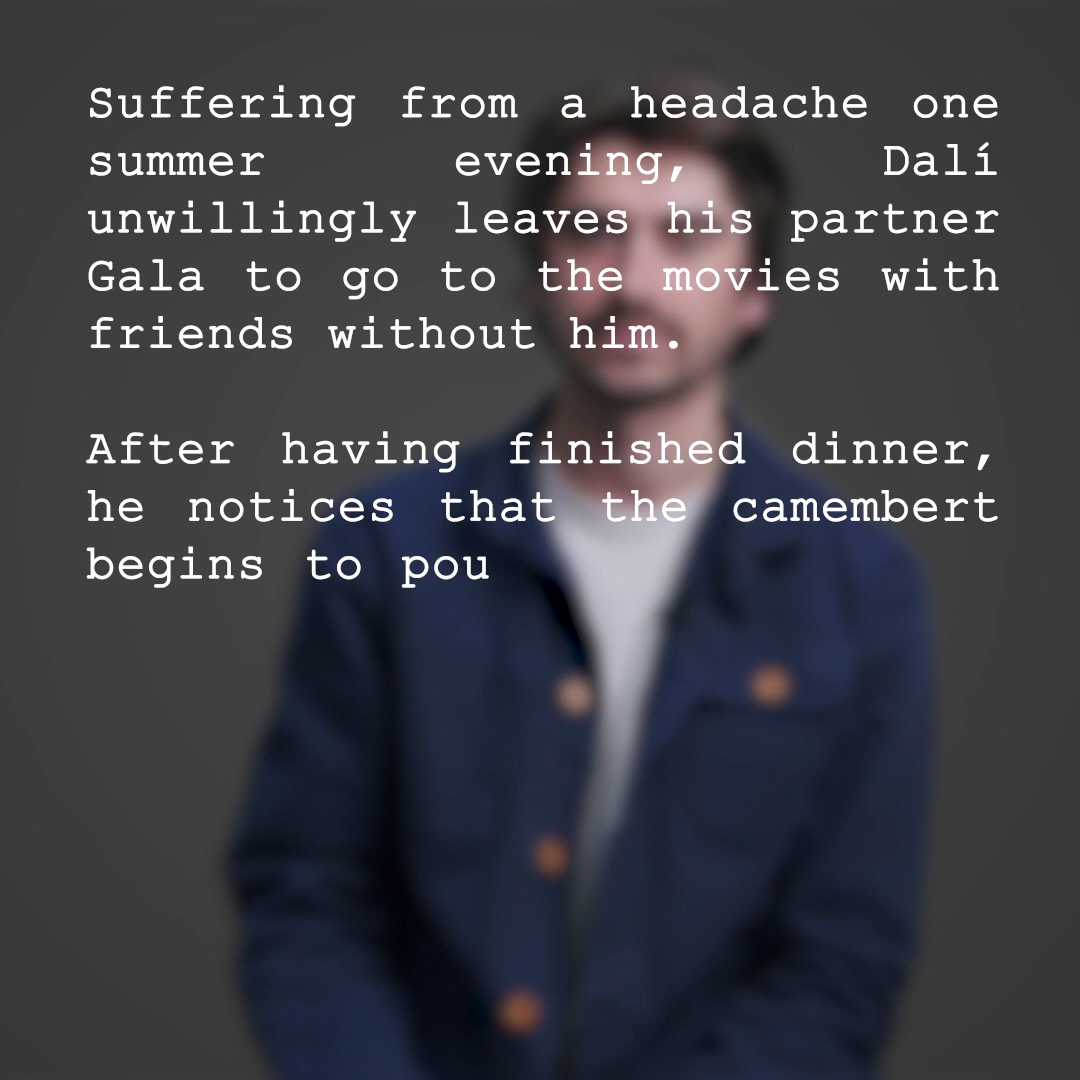 Suffering from a headache one
summer evening, Dalí
unwillingly leaves his partner
Gala to go to the movies with
friends without him.
After having finished dinner,
he notices that the camembert
begins to pou